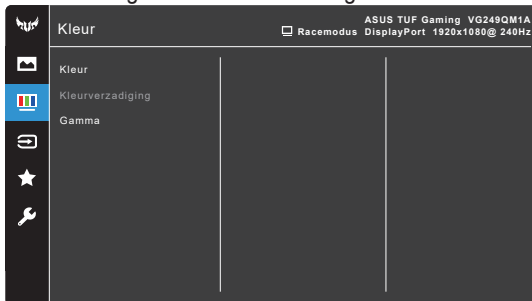 Kleur
ASUS TUF Gaming VG249QM1A
Racemodus DisplayPort 1920x1080@ 240Hz
Kleur
Kleurverzadiging
Gamma